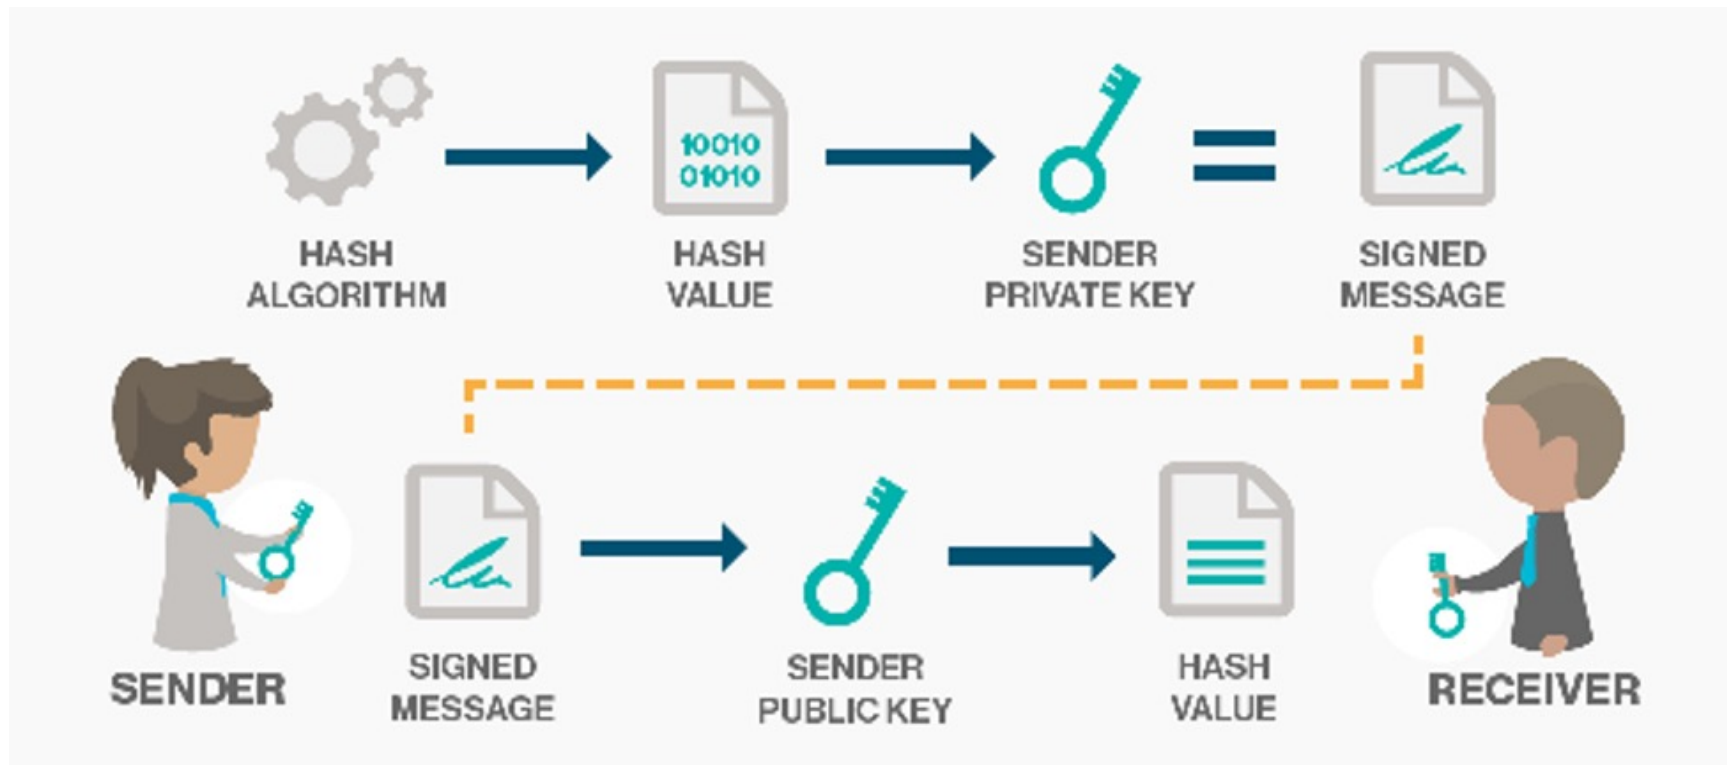 10010
01010
HASH
ALGORITHM
HASH
VALUE
SENDER
PRIVATE KEY
SIGNED
MESSAGE
SENDER
SIGNED
MESSAGE
SENDER
PUBLIC KEY
HASH
VALUE
RECEIVER